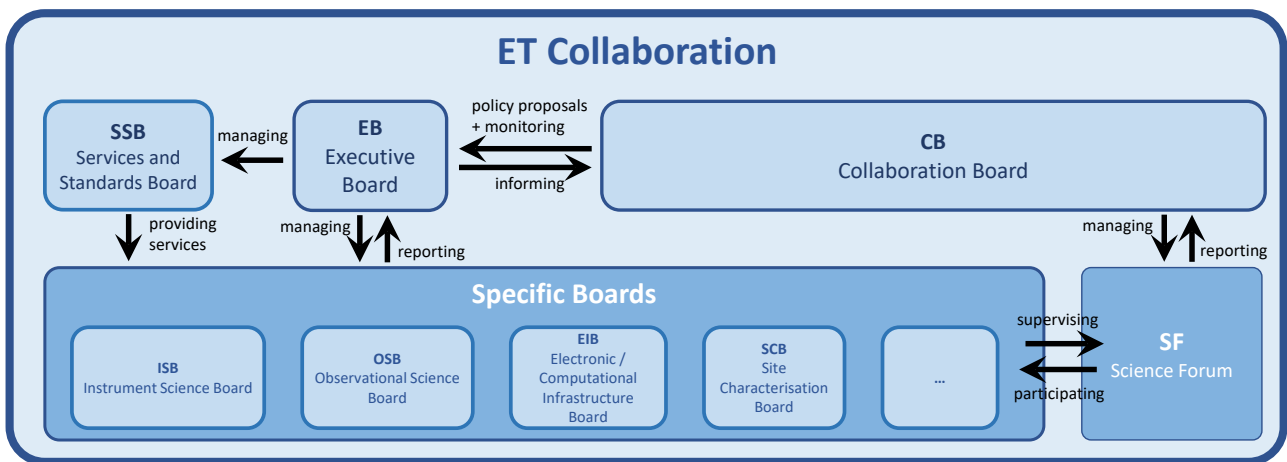 ET Collaboration
SSB
Services and
Standards Board
managing
EB
Executive
Board
policy proposals
+ monitoring
informing
CB
Collaboration Board
providing
services
managing
reporting
managing
reporting
Specific Boards
ISB
Instrument Science Board
OSB
Observational Science
Board
EIB
Electronic /
Computational
Infrastructure
Board
SCB
Site
Characterisation
Board
...
supervising
participating
SF
Science Forum